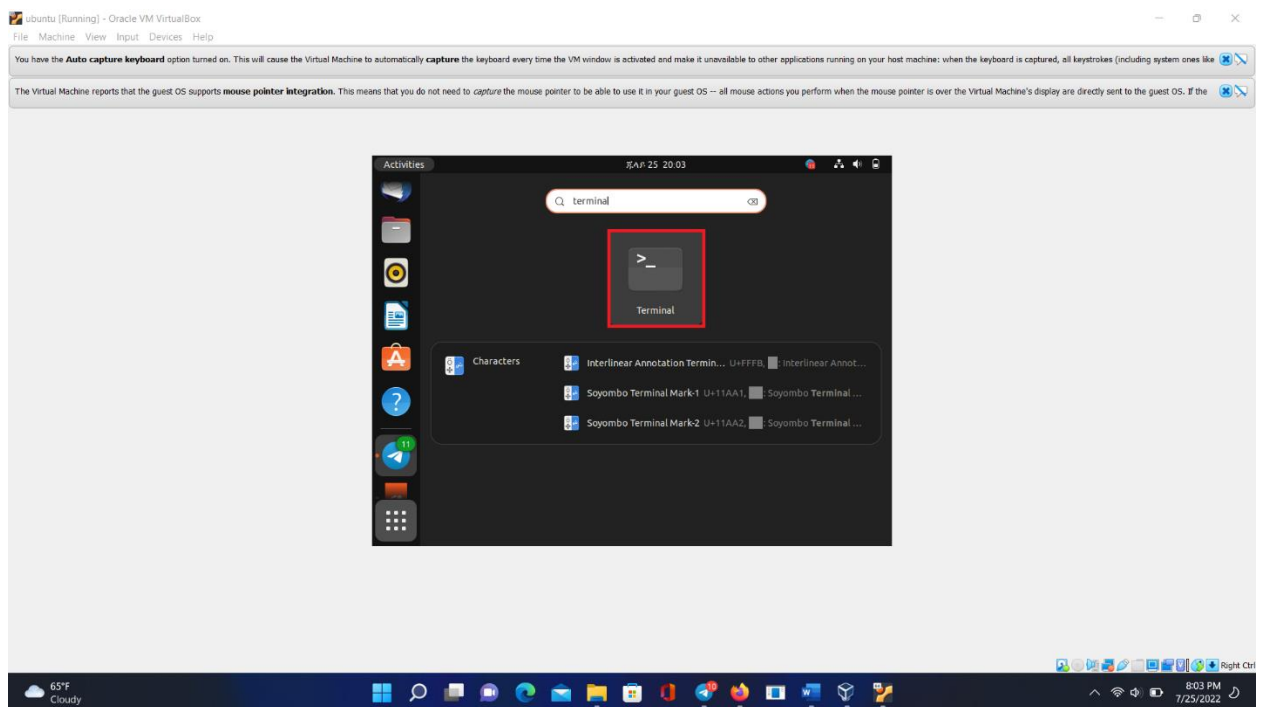 ubuntu [Running] - Oracle VM VirtualBox
File Machine View Input Devices Help
You have the Auto capture keyboard option turned on. This will cause the Virtual Machine to automatically capture the keyboard every time the VM window is activated and make it unavailable to other applications running on your host machine: when the keyboard is captured, all keystrokes (including system ones like
The Virtual Machine reports that the guest OS supports mouse pointer integration. This means that you do not need to capture the mouse pointer to be able to use it in your guest OS -- all mouse actions you perform when the mouse pointer is over the Virtual Machine's display are directly sent to the guest OS. If the
Activities
ጁላይ 25 20:03
terminal
>_
Terminal
Characters
Interlinear Annotation Termin... U+FFFB, : Interlinear Annot...
Soyombo Terminal Mark-1 U+11AA1, : Soyombo Terminal ...
Soyombo Terminal Mark-2 U+11AA2, : Soyombo Terminal ...
11
Right Ctrl
65°F
Cloudy
10
8:03 PM
7/25/2022